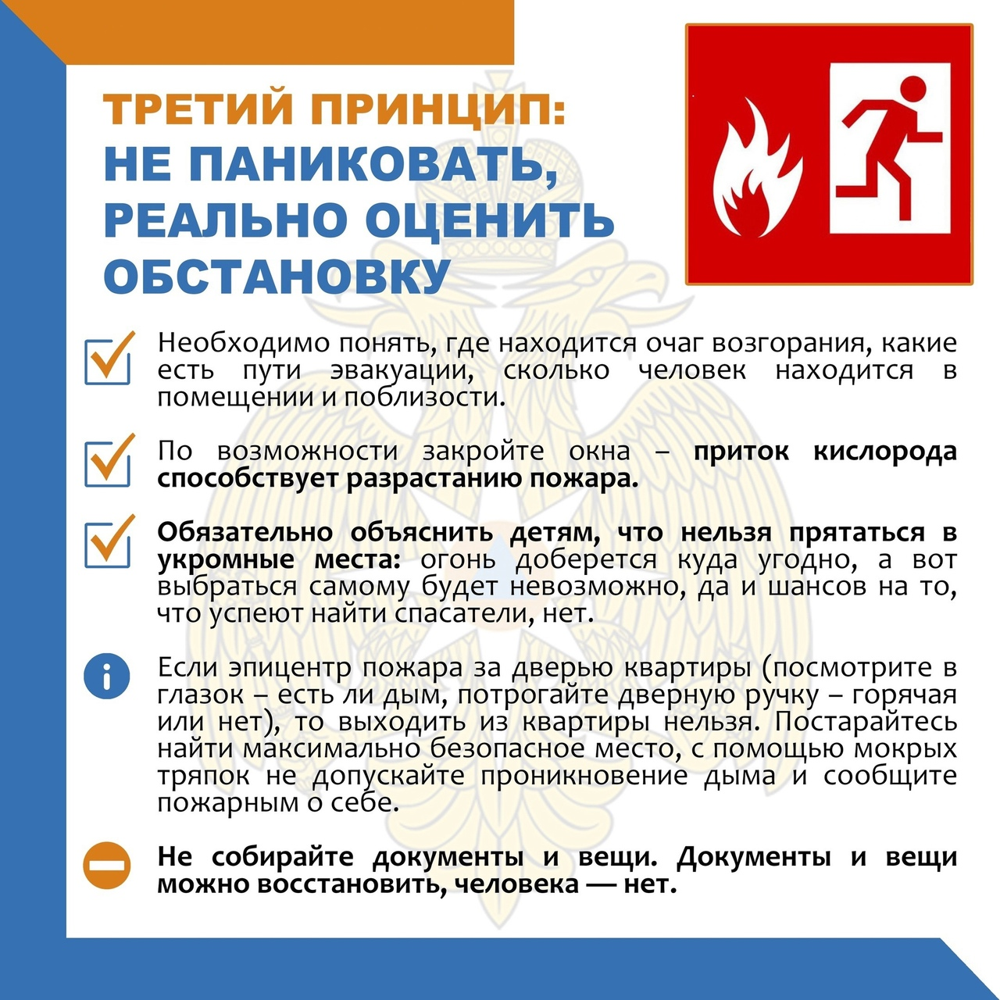 ТРЕТИЙ ПРИНЦИП:
НЕ ПАНИКОВАТЬ,
РЕАЛЬНО ОЦЕНИТЬ
ОБСТАНОВКУ
Необходимо понять, где находится очаг возгорания, какие
есть пути эвакуации, сколько человек находится в
помещении и поблизости.
По возможности закройте окна – приток кислорода
способствует разрастанию пожара.
Обязательно объяснить детям, что нельзя прятаться в
укромные места: огонь доберется куда угодно, а вот
выбраться самому будет невозможно, да и шансов на то,
что успеют найти спасатели, нет.
Если эпицентр пожара за дверью квартиры (посмотрите в
глазок – есть ли дым, потрогайте дверную ручку – горячая
или нет), то выходить из квартиры нельзя. Постарайтесь
найти максимально безопасное место, с помощью мокрых
тряпок не допускайте проникновение дыма и сообщите
пожарным о себе.
Не собирайте документы и вещи. Документы и вещи
можно восстановить, человека — нет.